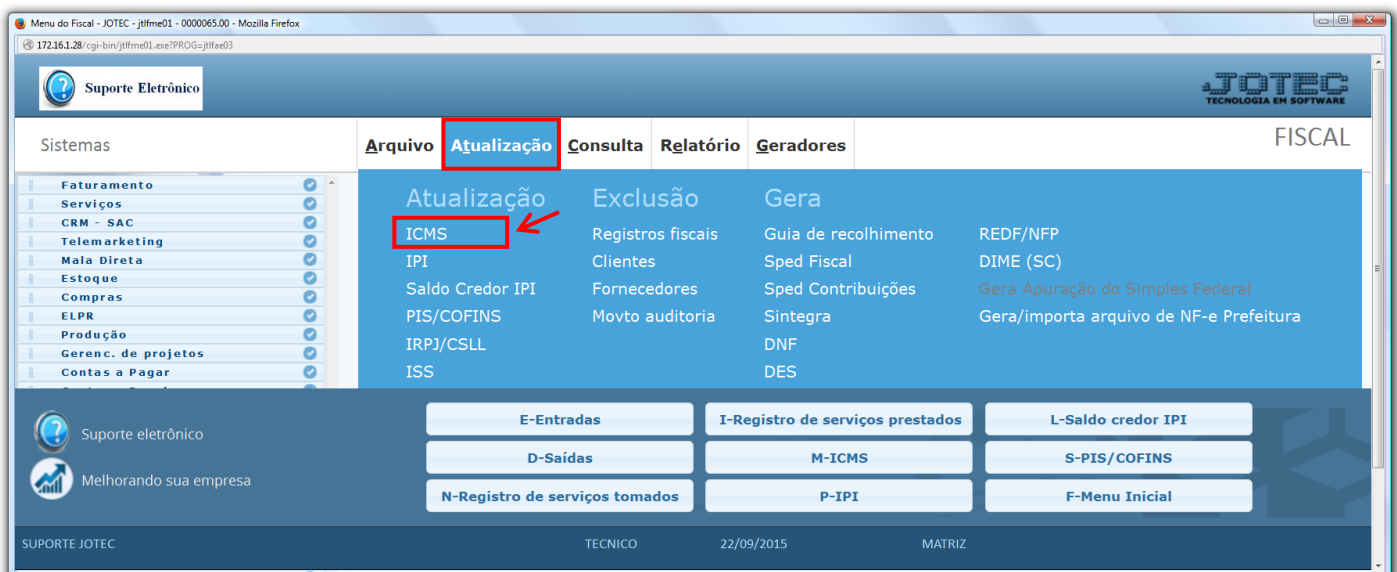 Menu do Fiscal - JOTEC - jtlfme01 - 0000065.00 - Mozilla Firefox
172.16.1.28/cgi-bin/jtlfme01.exe?PROG=jtlfae03
Suporte Eletrônico
JOTEC
TECNOLOGIA EM SOFTWARE
Sistemas
Arquivo Atualização Consulta Relatório Geradores
FISCAL
Faturamento
Serviços
CRM - SAC
Telemarketing
Mala Direta
Estoque
Compras
ELPR
Produção
Gerenc. de projetos
Contas a Pagar
Atualização Exclusão Gera
ICMS Registros fiscais Guia de recolhimento REDF/NFP
IPI Clientes Sped Fiscal DIME (SC)
Saldo Credor IPI Fornecedores Sped Contribuições Gera Apuração do Simples Federal
PIS/COFINS Movto auditoria Sintegra Gera/importa arquivo de NF-e Prefeitura
IRPJ/CSLL DNF
ISS DES
Suporte eletrônico
Melhorando sua empresa
E-Entradas I-Registro de serviços prestados L-Saldo credor IPI
D-Saídas M-ICMS S-PIS/COFINS
N-Registro de serviços tomados P-IPI F-Menu Inicial
SUPORTE JOTEC TECNICO 22/09/2015 MATRIZ